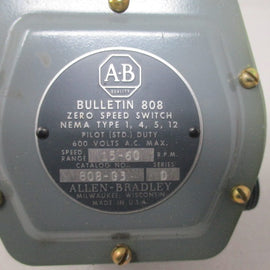 A-B
QUALITY
BULLETIN 808
ZERO SPEED SWITCH
NEMA TYPE 1, 4, 5, 12
PILOT (STD.) DUTY
600 VOLTS A.C. MAX.
SPEED RANGE 15-60 R.P.M.
CATALOG NO. SERIES
808-G3 D
ALLEN-BRADLEY
MILWAUKEE, WISCONSIN
MADE IN U.S.A.